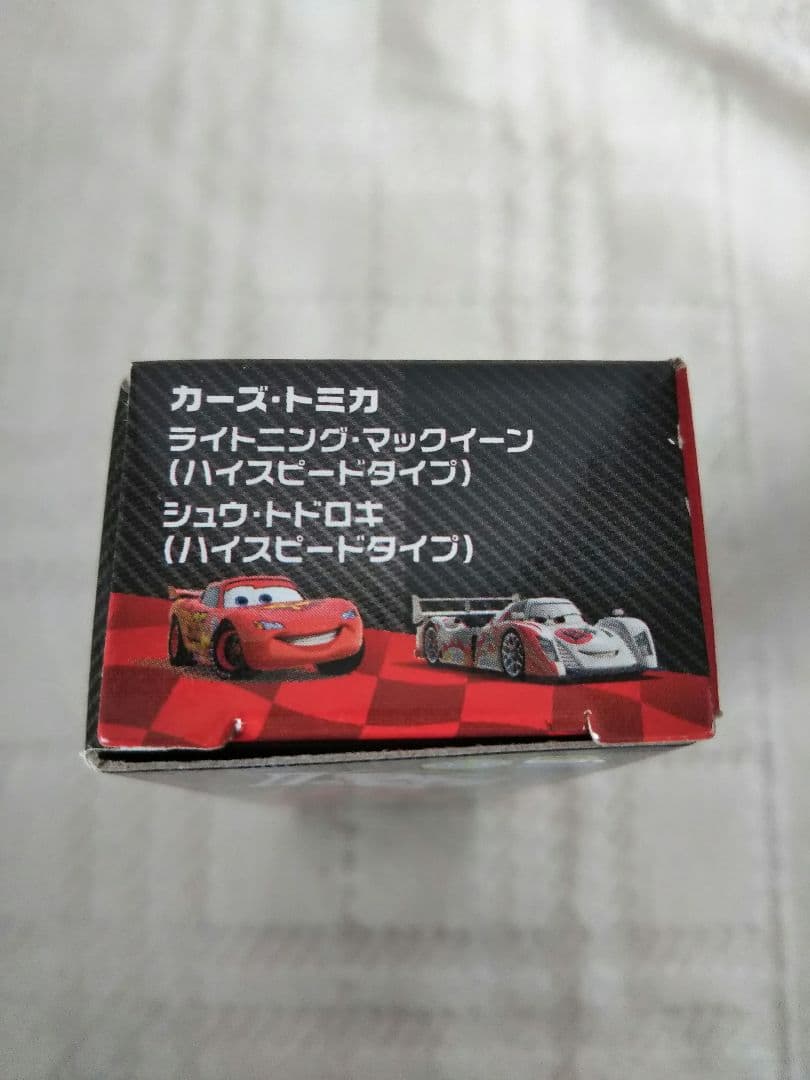 カーズ・トミカ
ライトニング・マックイーン
(ハイスピードタイプ)
シュウ・トドロキ
(ハイスピードタイプ)